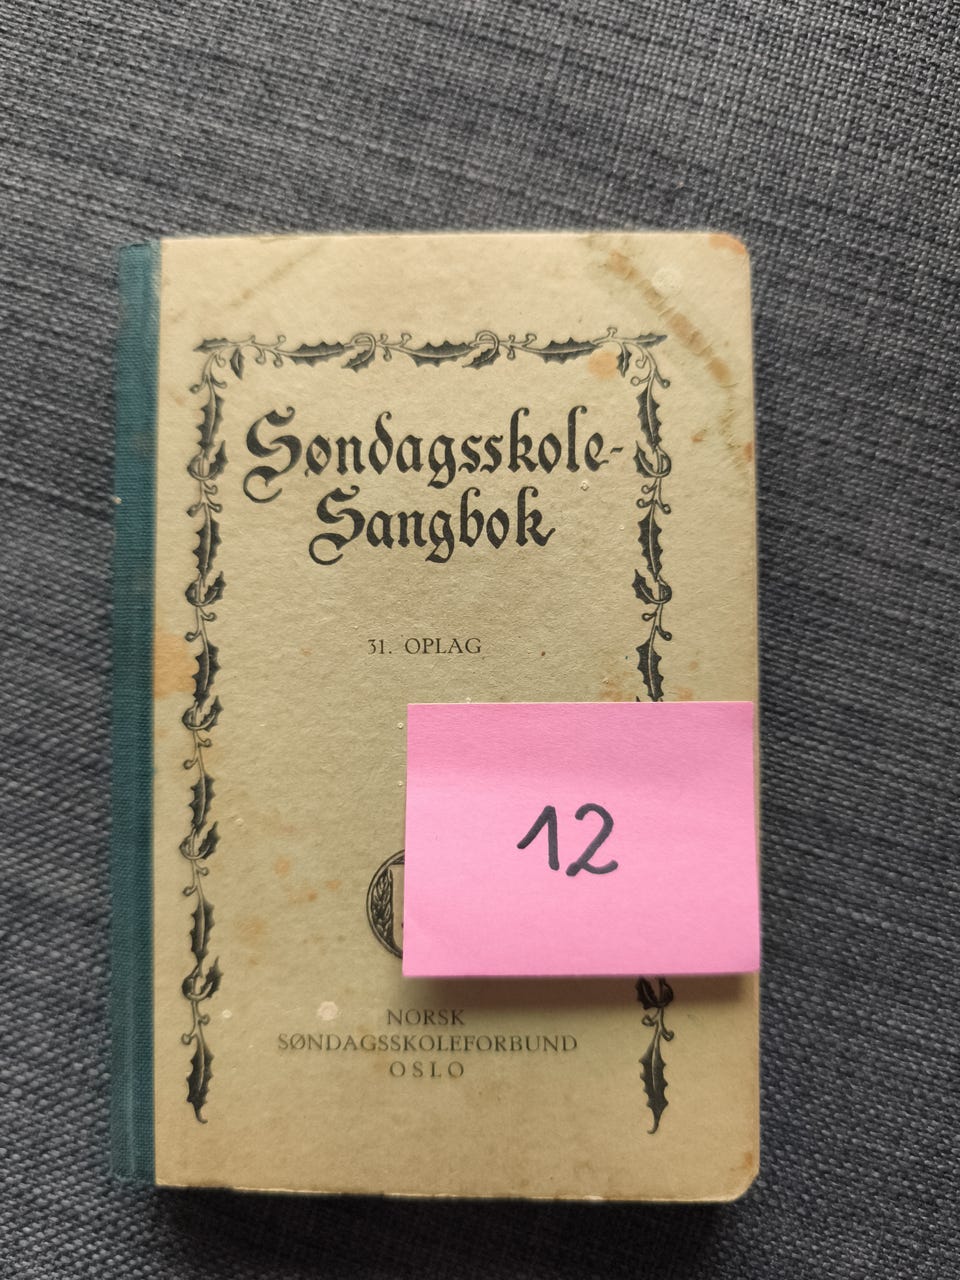 Søndagsskole-
Sangbok
31. OPLAG
12
NORSK
SØNDAGSSKOLEFORBUND
OSLO